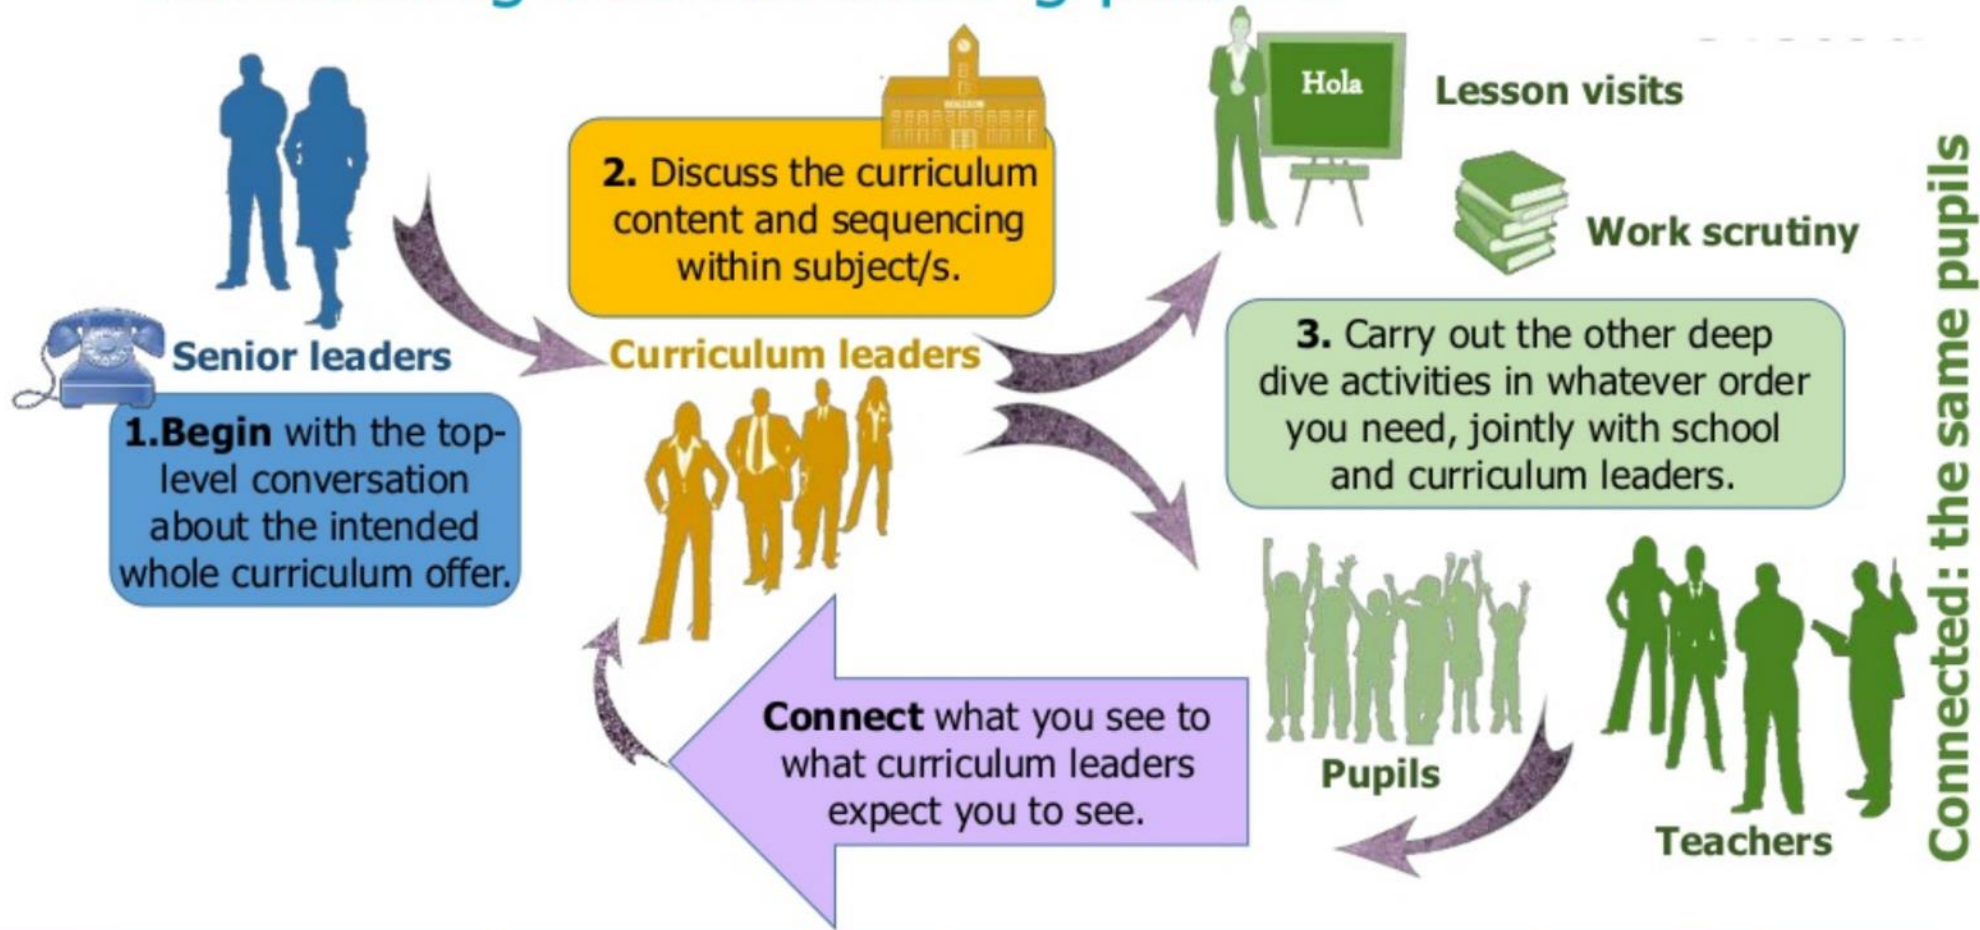 Hola
Lesson visits
2. Discuss the curriculum
content and sequencing
within subject/s.
Work scrutiny
Senior leaders
Curriculum leaders
1.Begin with the top-
level conversation
about the intended
whole curriculum offer.
3. Carry out the other deep
dive activities in whatever order
you need, jointly with school
and curriculum leaders.
Connect what you see to
what curriculum leaders
expect you to see.
Pupils
Teachers
Connected: the same pupils